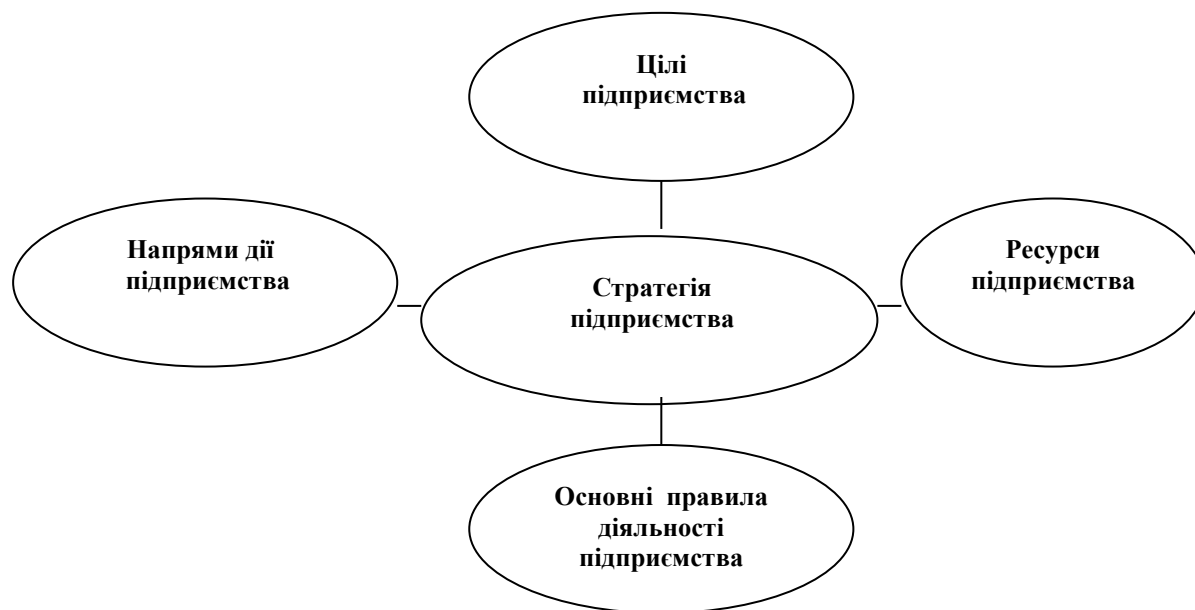 Цілі
підприємства
Напрями дії
підприємства
Стратегія
підприємства
Ресурси
підприємства
Основні правила
діяльності
підприємства